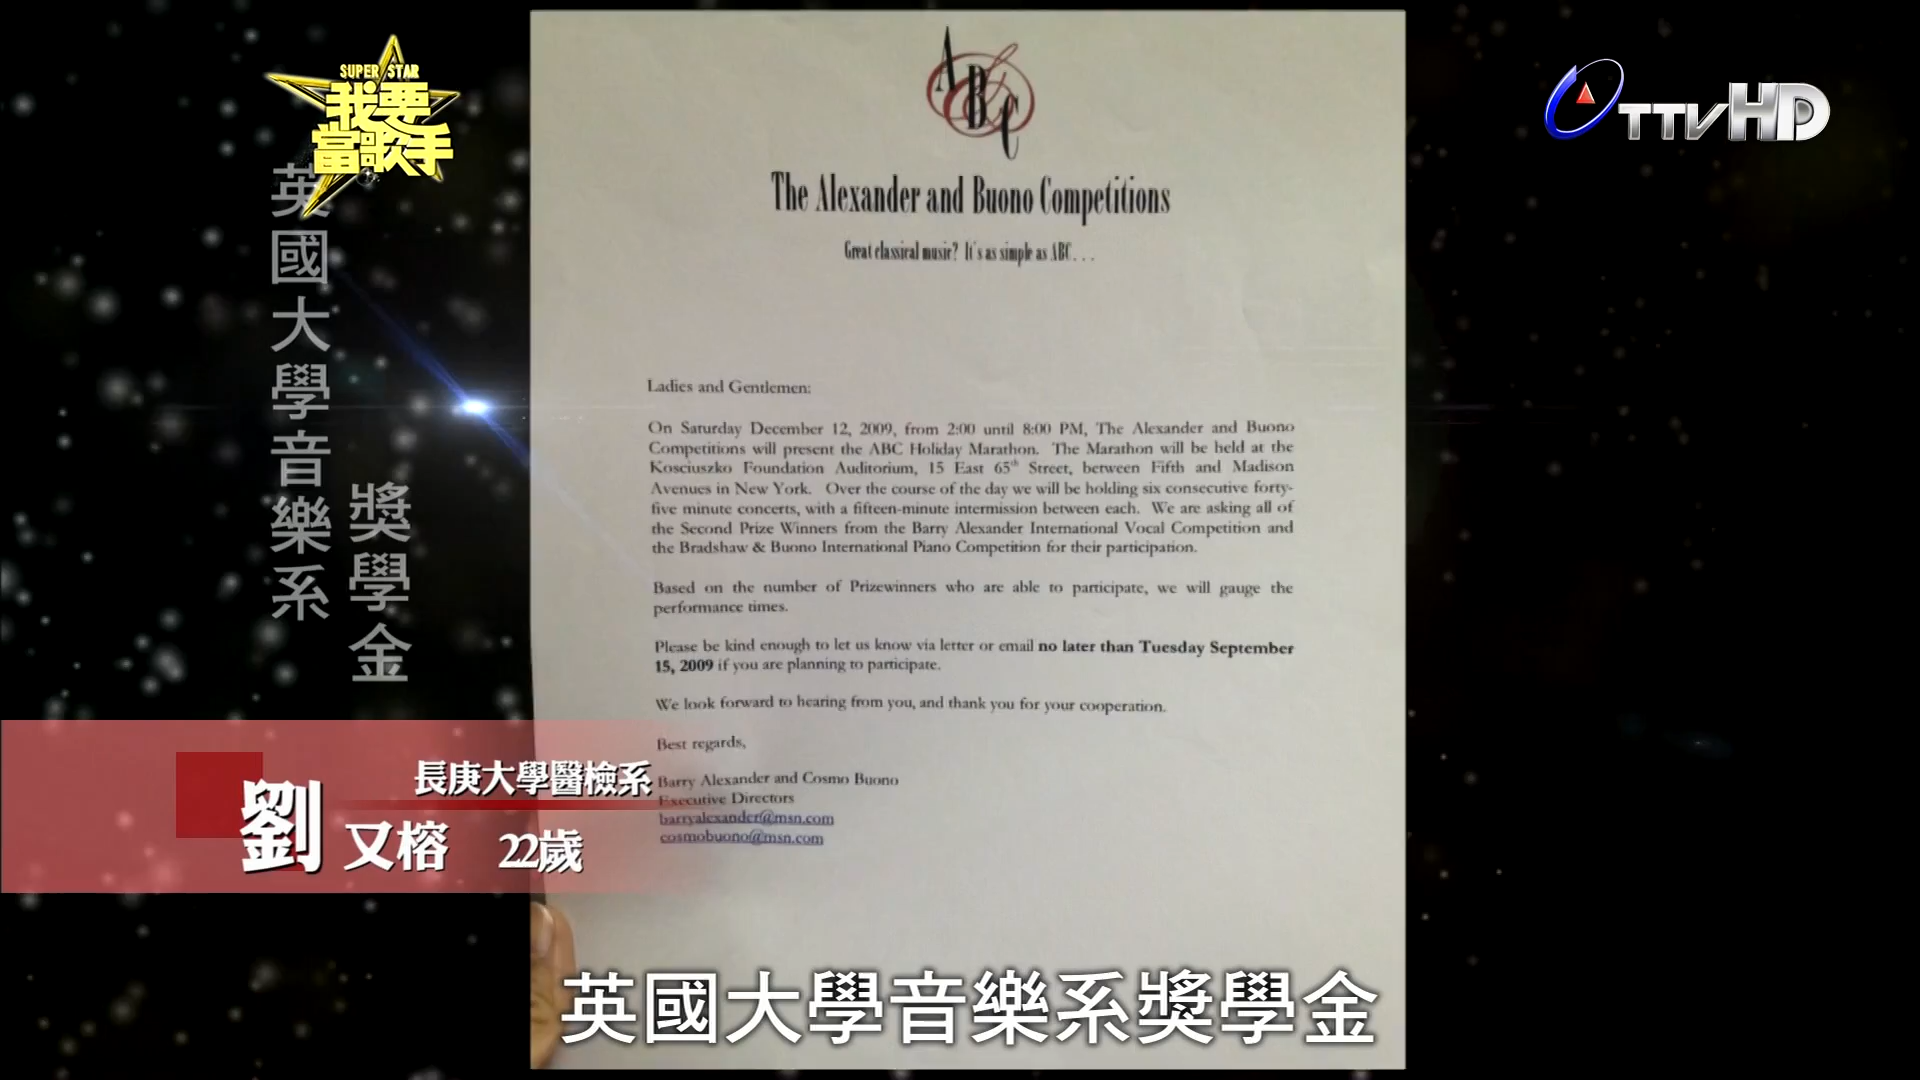 SUPER STAR
我要
當歌手
TTV HD
英國大學音樂系
獎學金
ABC
The Alexander and Buono Competitions
Great classical music? It's as simple as ABC . . .
Ladies and Gentlemen:
On Saturday December 12, 2009, from 2:00 until 8:00 PM, The Alexander and Buono
Competitions will present the ABC Holiday Marathon. The Marathon will be held at the
Kosciuszko Foundation Auditorium, 15 East 65th Street, between Fifth and Madison
Avenues in New York. Over the course of the day we will be holding six consecutive forty-
five minute concerts, with a fifteen-minute intermission between each. We are asking all of
the Second Prize Winners from the Barry Alexander International Vocal Competition and
the Bradshaw & Buono International Piano Competition for their participation.
Based on the number of Prizewinners who are able to participate, we will gauge the
performance times.
Please be kind enough to let us know via letter or email no later than Tuesday September
15, 2009 if you are planning to participate.
We look forward to hearing from you, and thank you for your cooperation.
Best regards,
Barry Alexander and Cosmo Buono
Executive Directors
barryalexander@msn.com
cosmobuono@msn.com
長庚大學醫檢系
劉又榕 22歲
英國大學音樂系獎學金